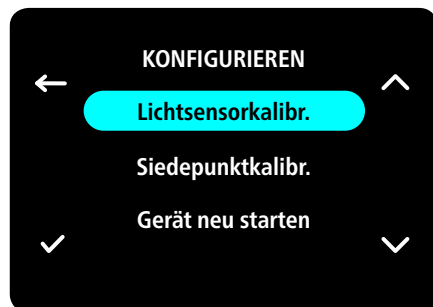 KONFIGURIEREN
Lichtsensorkalibr.
Siedepunktkalibr.
Gerät neu starten